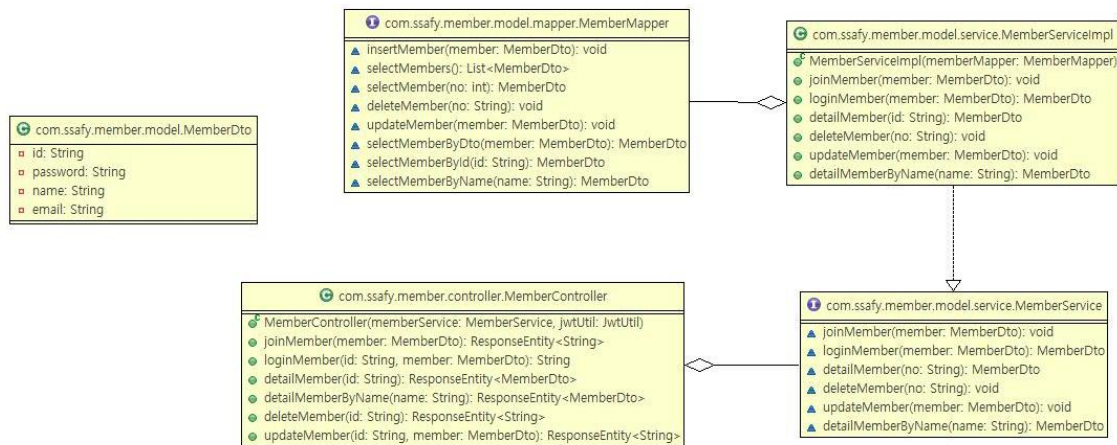 com.ssafy.member.model.mapper.MemberMapper
insertMember(member: MemberDto): void
selectMembers(): List<MemberDto>
selectMember(no: int): MemberDto
deleteMember(no: String): void
updateMember(member: MemberDto): void
selectMemberByDto(member: MemberDto): MemberDto
selectMemberById(id: String): MemberDto
selectMemberByName(name: String): MemberDto
com.ssafy.member.model.service.MemberServiceImpl
MemberServiceImpl(memberMapper: MemberMapper)
joinMember(member: MemberDto): void
loginMember(member: MemberDto): MemberDto
detailMember(id: String): MemberDto
deleteMember(no: String): void
updateMember(member: MemberDto): void
detailMemberByName(name: String): MemberDto
com.ssafy.member.model.MemberDto
id: String
password: String
name: String
email: String
com.ssafy.member.controller.MemberController
MemberController(memberService: MemberService, jwtUtil: JwtUtil)
joinMember(member: MemberDto): ResponseEntity<String>
loginMember(id: String, member: MemberDto): String
detailMember(id: String): ResponseEntity<MemberDto>
detailMemberByName(name: String): ResponseEntity<MemberDto>
deleteMember(id: String): ResponseEntity<String>
updateMember(id: String, member: MemberDto): ResponseEntity<String>
com.ssafy.member.model.service.MemberService
joinMember(member: MemberDto): void
loginMember(member: MemberDto): MemberDto
detailMember(no: String): MemberDto
deleteMember(no: String): void
updateMember(member: MemberDto): void
detailMemberByName(name: String): MemberDto